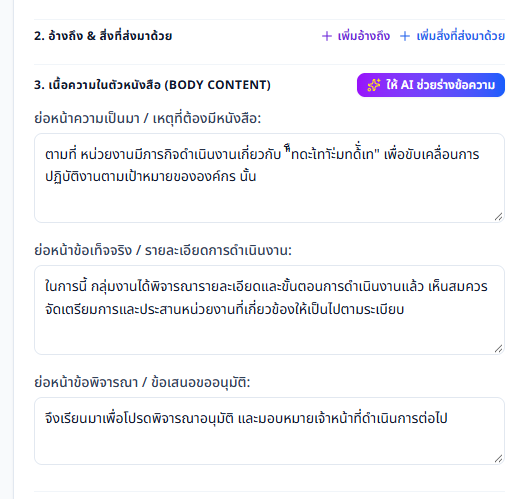 2. อ้างถึง & สิ่งที่ส่งมาด้วย
+ เพิ่มอ้างถึง + เพิ่มสิ่งที่ส่งมาด้วย
3. เนื้อความในตัวหนังสือ (BODY CONTENT)
ให้ AI ช่วยร่างข้อความ
ย่อหน้าความเป็นมา / เหตุที่ต้องมีหนังสือ:
ตามที่ หน่วยงานมีภารกิจดำเนินงานเกี่ยวกับ เพื่อขับเคลื่อนการ
ปฏิบัติงานตามเป้าหมายขององค์กร นั้น
ย่อหน้าข้อเท็จจริง / รายละเอียดการดำเนินงาน:
ในการนี้ กลุ่มงานได้พิจารณารายละเอียดและขั้นตอนการดำเนินงานแล้ว เห็นสมควร
จัดเตรียมการและประสานหน่วยงานที่เกี่ยวข้องให้เป็นไปตามระเบียบ
ย่อหน้าข้อพิจารณา / ข้อเสนอขออนุมัติ:
จึงเรียนมาเพื่อโปรดพิจารณาอนุมัติ และมอบหมายเจ้าหน้าที่ดำเนินการต่อไป